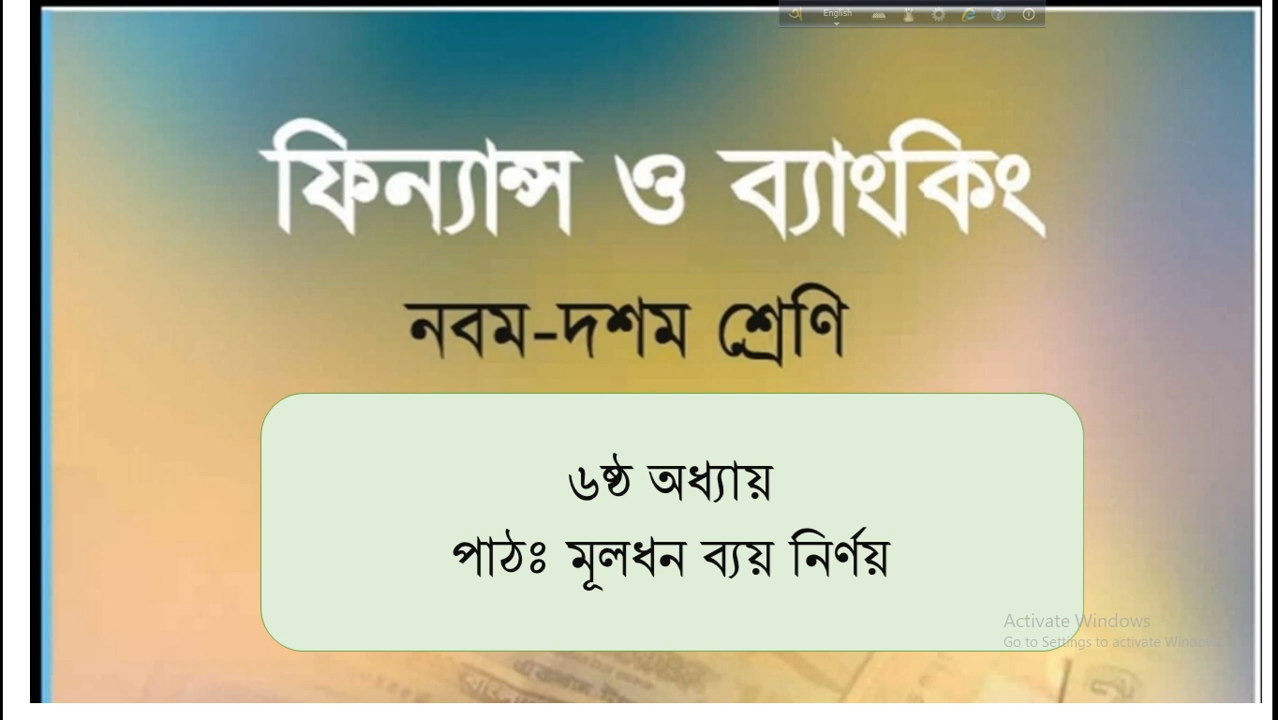 অ English
ফিন্যান্স ও ব্যাংকিং
নবম-দশম শ্রেণি
৬ষ্ঠ অধ্যায়
পাঠঃ মূলধন ব্যয় নির্ণয়
Activate Windows
Go to Settings to activate Windows